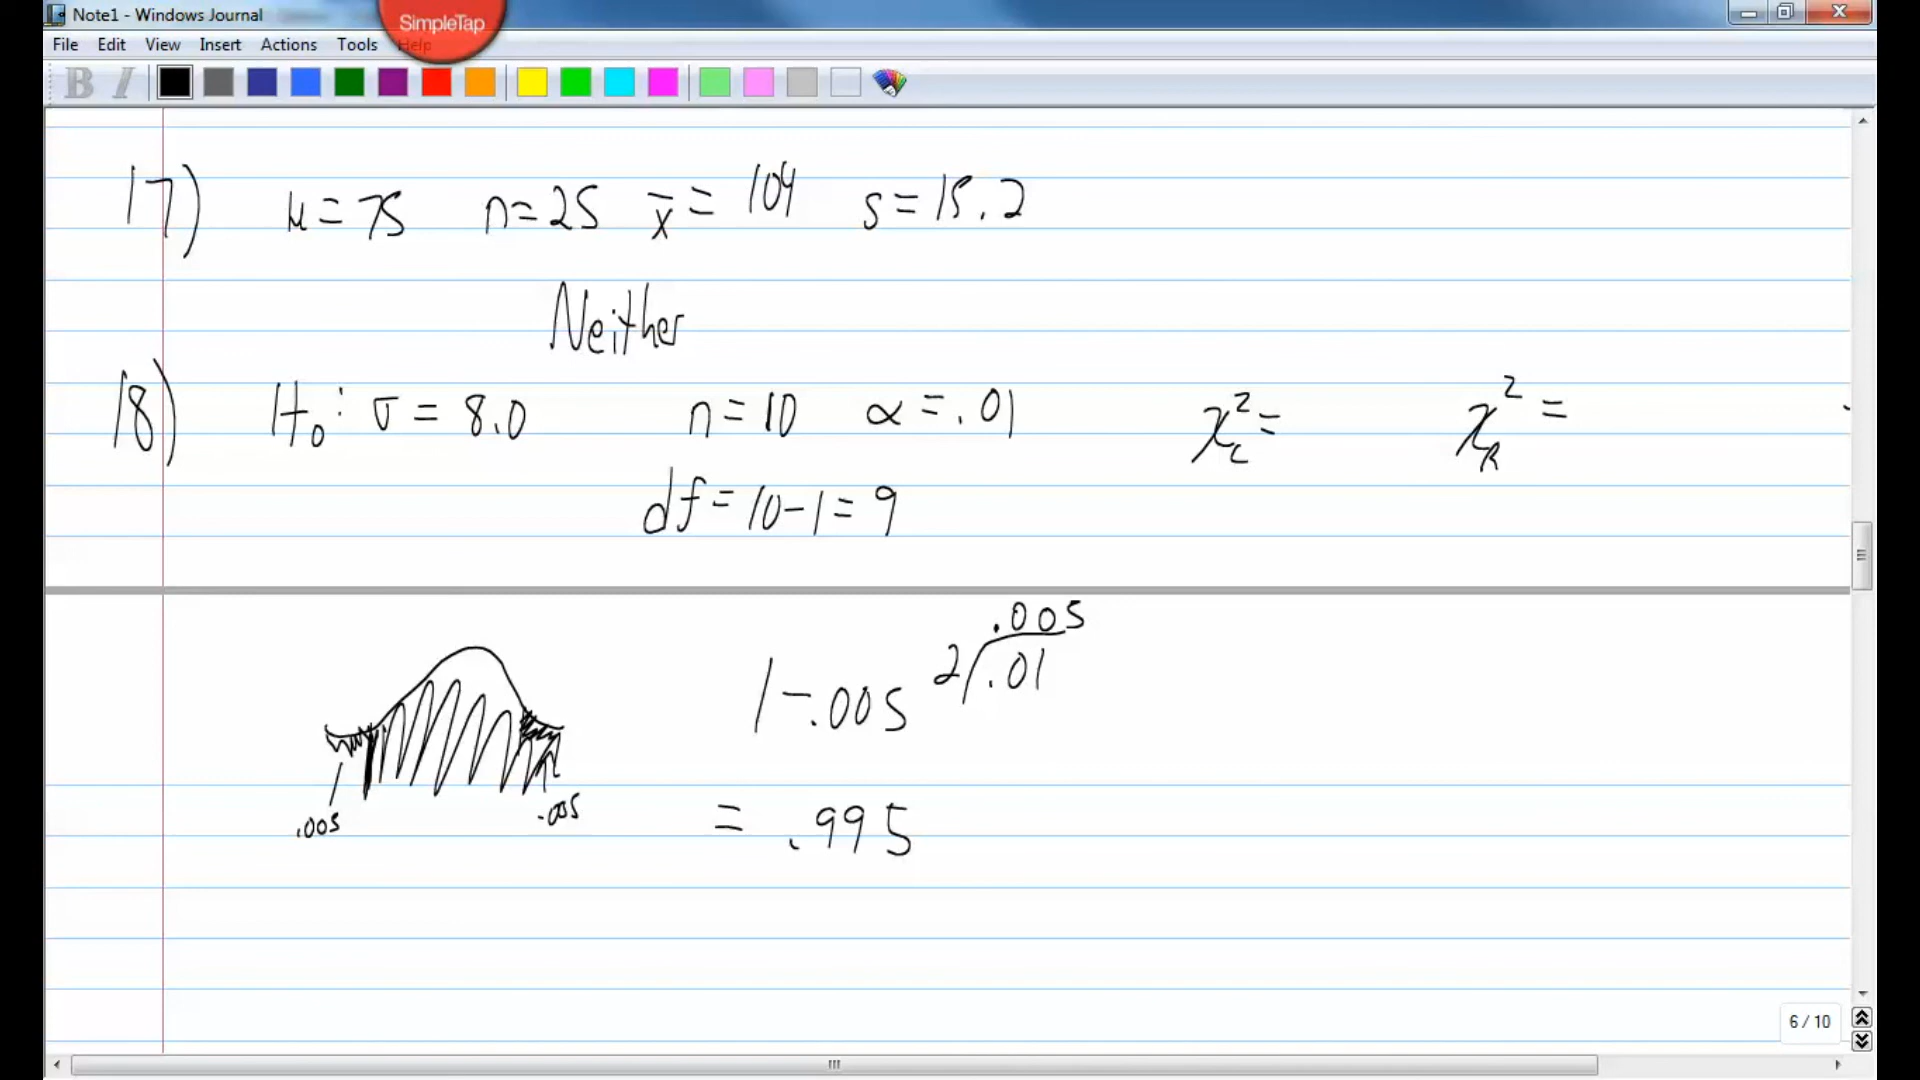 Note1 - Windows Journal
SimpleTap
File Edit View Insert Actions Tools Help
B I
17) μ = 75 n = 25 x̄ = 104 s = 15.2
Neither
18) H₀: σ = 8.0 n = 10 α = .01 χ²_L = χ²_R =
df = 10 - 1 = 9
.005
2 .01
1 - .005
.005 .005
= .995
6 / 10